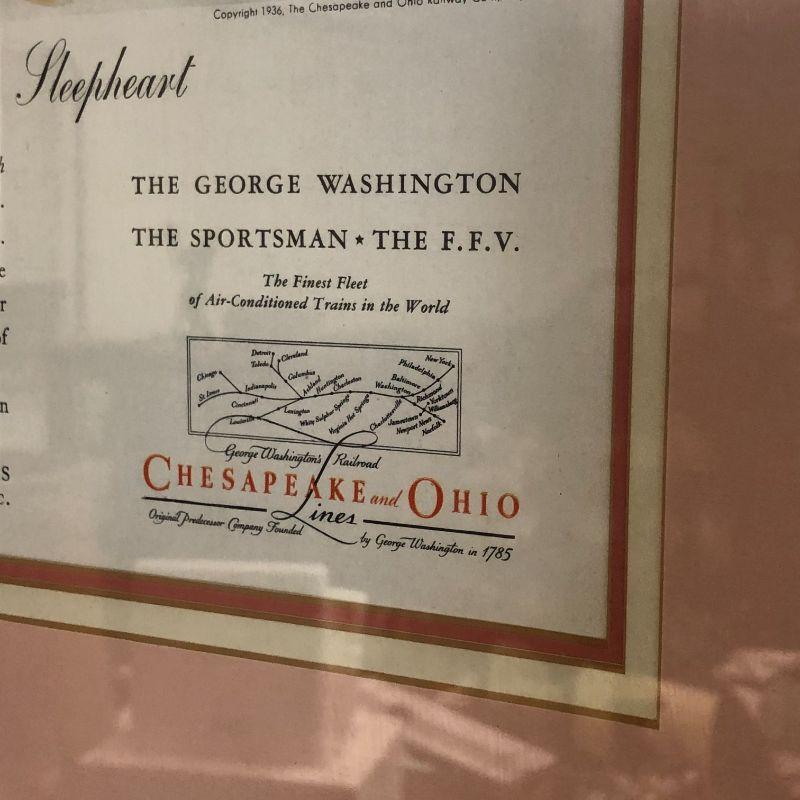 Copyright 1936, The Chesapeake and Ohio Railway
Sleepheart
THE GEORGE WASHINGTON
THE SPORTSMAN ★ THE F.F.V.
The Finest Fleet
of Air-Conditioned Trains in the World
Detroit
Cleveland
Toledo
Chicago
Columbus
St. Louis
Indianapolis
Cincinnati
Louisville
Lexington
Ashland
Huntington
Charleston
White Sulphur Springs
Virginia Hot Springs
Charlottesville
New York
Philadelphia
Baltimore
Washington
Richmond
Yorktown
Williamsburg
Jamestown
Newport News
Norfolk
George Washington's Railroad
CHESAPEAKE and OHIO
Lines
Original Predecessor Company Founded
by George Washington in 1785